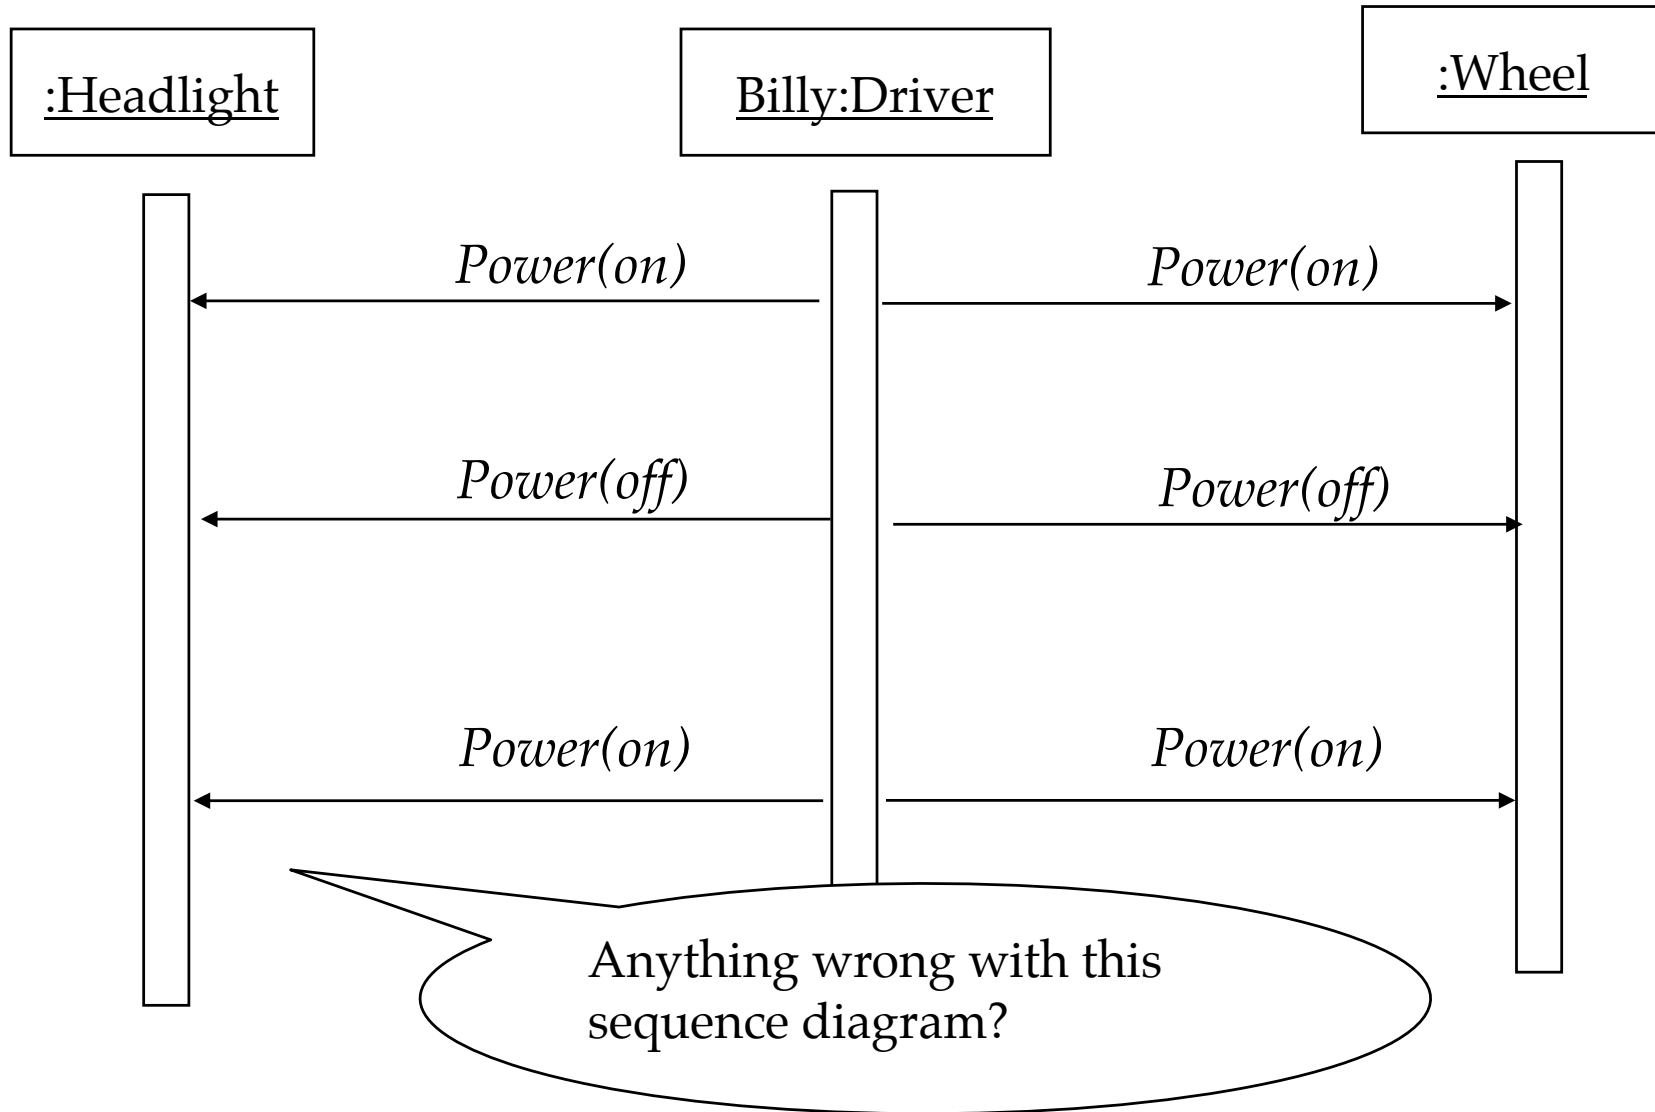 :Headlight
Billy:Driver
:Wheel
Power(on)
Power(on)
Power(off)
Power(off)
Power(on)
Power(on)
Anything wrong with this
sequence diagram?